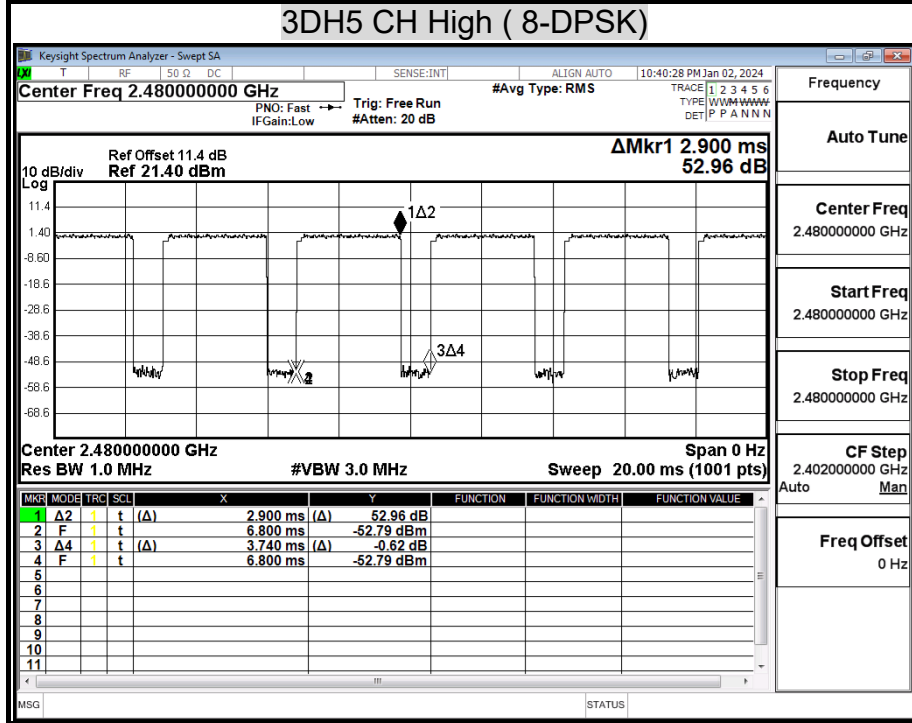 3DH5 CH High ( 8-DPSK)
Keysight Spectrum Analyzer - Swept SA
LXI T RF 50 Ω DC SENSE:INT ALIGN AUTO 10:40:28 PM Jan 02, 2024
Center Freq 2.480000000 GHz
#Avg Type: RMS
TRACE 1 2 3 4 5 6
TYPE WWMWWWW
DET P P A N N N
PNO: Fast
IFGain:Low
Trig: Free Run
#Atten: 20 dB
ΔMkr1 2.900 ms
52.96 dB
Ref Offset 11.4 dB
10 dB/div Ref 21.40 dBm
Log
11.4
1.40
-8.60
-18.6
-28.6
-38.6
-48.6
-58.6
-68.6
1Δ2
3Δ4
Center 2.480000000 GHz Span 0 Hz
Res BW 1.0 MHz #VBW 3.0 MHz Sweep 20.00 ms (1001 pts)
MKR MODE TRC SCL X Y FUNCTION FUNCTION WIDTH FUNCTION VALUE
1 Δ2 1 t (Δ) 2.900 ms (Δ) 52.96 dB
2 F 1 t 6.800 ms -52.79 dBm
3 Δ4 1 t (Δ) 3.740 ms (Δ) -0.62 dB
4 F 1 t 6.800 ms -52.79 dBm
5
6
7
8
9
10
11
MSG STATUS
Frequency
Auto Tune
Center Freq
2.480000000 GHz
Start Freq
2.480000000 GHz
Stop Freq
2.480000000 GHz
CF Step
2.402000000 GHz
Auto Man
Freq Offset
0 Hz